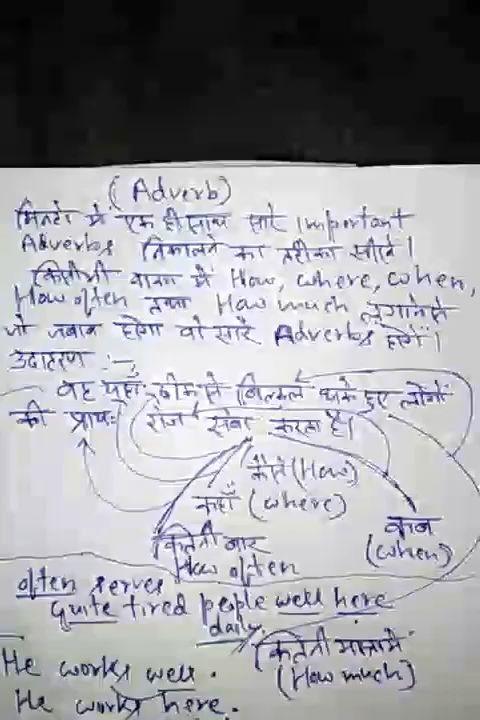 (Adverb)
मिनटों में एक ही साथ सारे Important
Adverbs निकालने का तरीका सीखें।
किसीभी वाक्य में How, where, when,
How often तथा How much लगाने से
जो जवाब होगा वो सारे Adverbs होगें।
उदाहरण :-
वह यहाँ ठीक से बिल्कुल थके हुए लोगों
की प्राय: रोज सेवा करता है।
कैसे (How)
कहाँ (where)
कितनी बार
How often
कब
(when)
often serves
quite tired people well here
daily
कितनी मात्रा में
(How much)
He works well.
He works here.